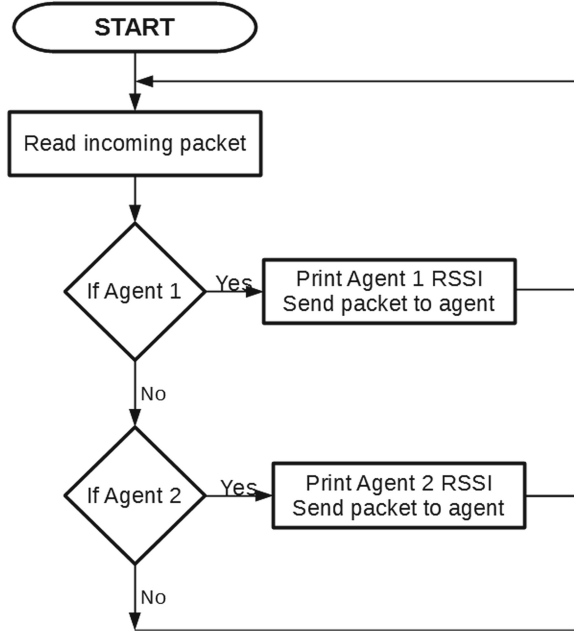 START
Read incoming packet
If Agent 1
Yes
Print Agent 1 RSSI
Send packet to agent
No
If Agent 2
Yes
Print Agent 2 RSSI
Send packet to agent
No